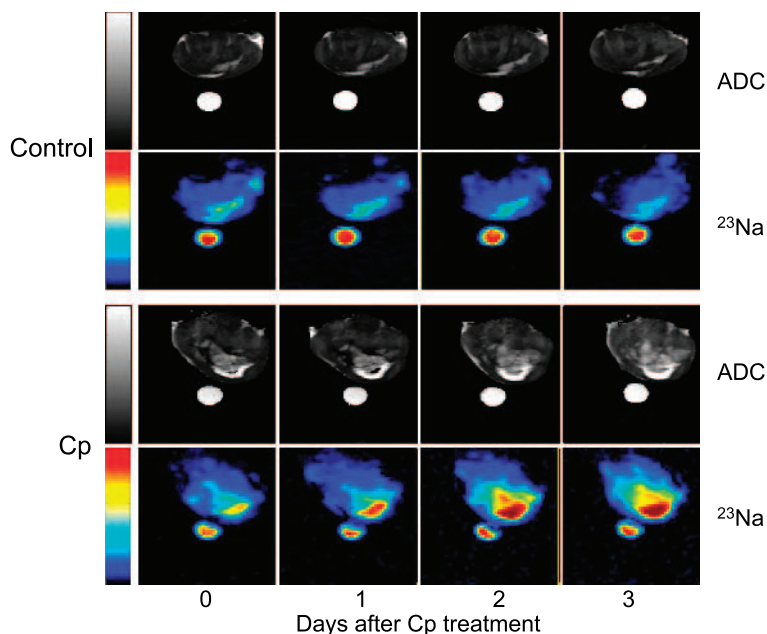 ADC
Control
²³Na
ADC
Cp
²³Na
0 1 2 3
Days after Cp treatment